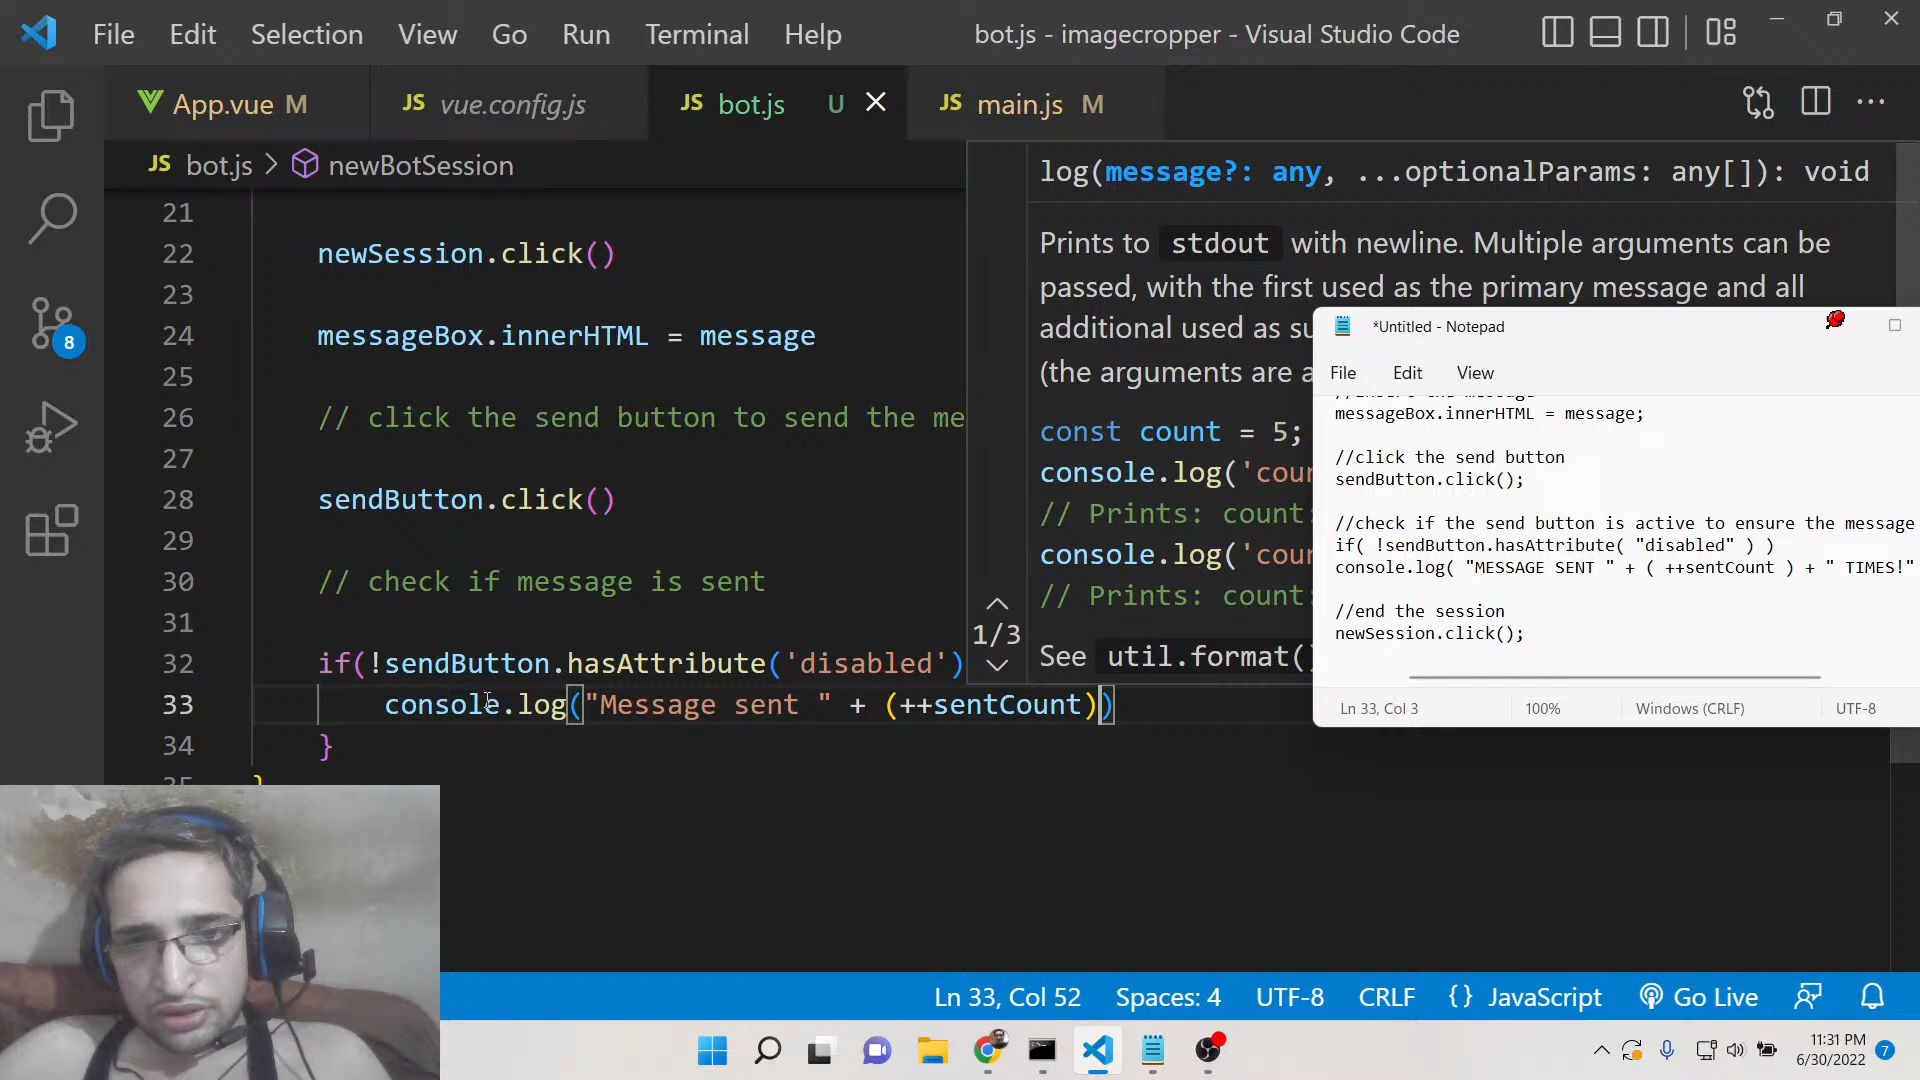 File Edit Selection View Go Run Terminal Help
bot.js - imagecropper - Visual Studio Code
App.vue M
JS vue.config.js
JS bot.js U
JS main.js M
JS bot.js > newBotSession
21
22 newSession.click()
23
24 messageBox.innerHTML = message
25
26 // click the send button to send the me
27
28 sendButton.click()
29
30 // check if message is sent
31
32 if(!sendButton.hasAttribute('disabled')
33 console.log("Message sent " + (++sentCount))
34 }
}
log(message?: any, ...optionalParams: any[]): void
Prints to stdout with newline. Multiple arguments can be
passed, with the first used as the primary message and all
additional used as su
(the arguments are a
const count = 5;
console.log('cou
// Prints: count:
console.log('cou
// Prints: count:
1/3
See util.format()
8
*Untitled - Notepad
File Edit View
messageBox.innerHTML = message;
//click the send button
sendButton.click();
//check if the send button is active to ensure the message
if( !sendButton.hasAttribute( "disabled" ) )
console.log( "MESSAGE SENT " + ( ++sentCount ) + " TIMES!"
//end the session
newSession.click();
Ln 33, Col 3 100% Windows (CRLF) UTF-8
Ln 33, Col 52 Spaces: 4 UTF-8 CRLF {} JavaScript Go Live
11:31 PM
6/30/2022
7